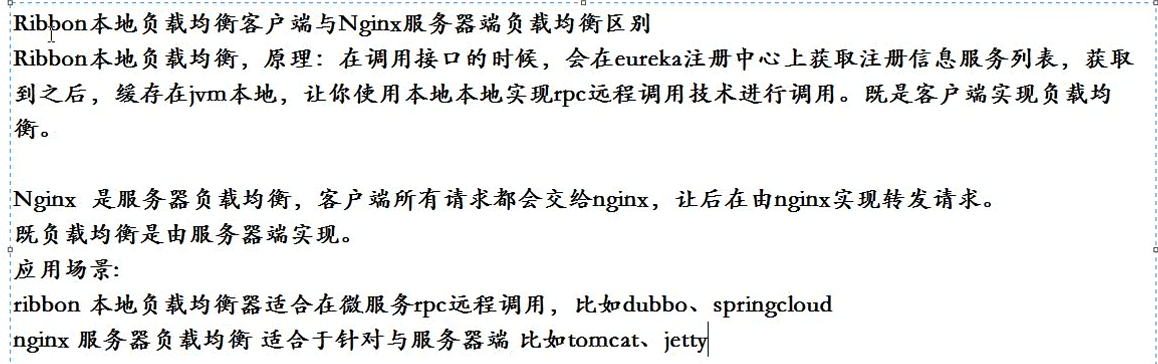 Ribbon本地负载均衡客户端与Nginx服务器端负载均衡区别
Ribbon本地负载均衡，原理：在调用接口的时候，会在eureka注册中心上获取注册信息服务列表，获取
到之后，缓存在jvm本地，让你使用本地本地实现rpc远程调用技术进行调用。既是客户端实现负载均
衡。
Nginx 是服务器负载均衡，客户端所有请求都会交给nginx，让后在由nginx实现转发请求。
既负载均衡是由服务器端实现。
应用场景:
ribbon 本地负载均衡器适合在微服务rpc远程调用，比如dubbo、springcloud
nginx 服务器负载均衡 适合于针对与服务器端 比如tomcat、jetty